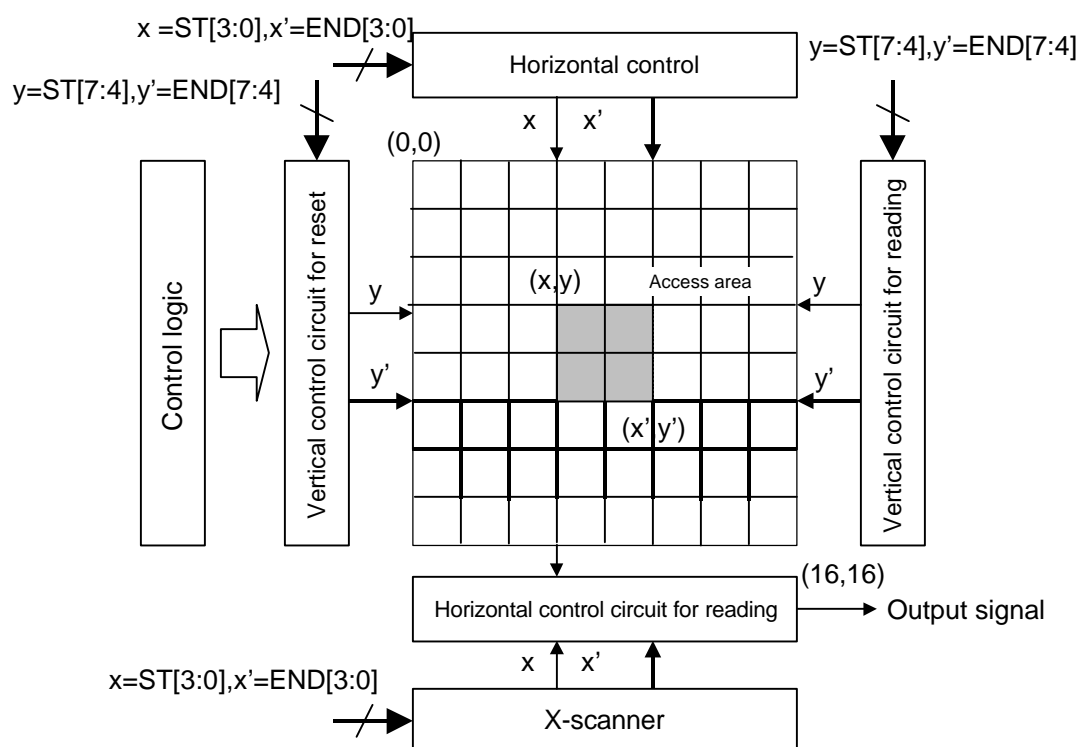 x =ST[3:0],x’=END[3:0]
y=ST[7:4],y’=END[7:4]
Horizontal control
y=ST[7:4],y’=END[7:4]
x
x’
(0,0)
Control logic
Vertical control circuit for reset
Vertical control circuit for reading
(x,y)
Access area
y
y
y’
y’
(x’ y’)
(16,16)
Horizontal control circuit for reading
Output signal
x
x’
x=ST[3:0],x’=END[3:0]
X-scanner